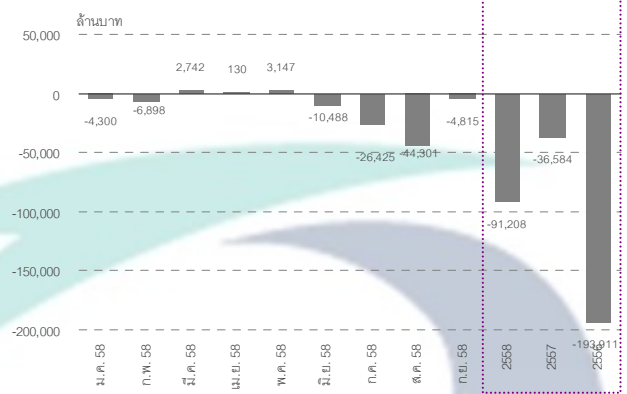 ล้านบาท
50,000
0
-50,000
-100,000
-150,000
-200,000
-4,300
-6,898
2,742
130
3,147
-10,488
-26,425
-44,301
-4,815
-91,208
-36,584
-193,911
ม.ค. 58
ก.พ. 58
มี.ค. 58
เม.ย. 58
พ.ค. 58
มิ.ย. 58
ก.ค. 58
ส.ค. 58
ก.ย. 58
2558
2557
2556